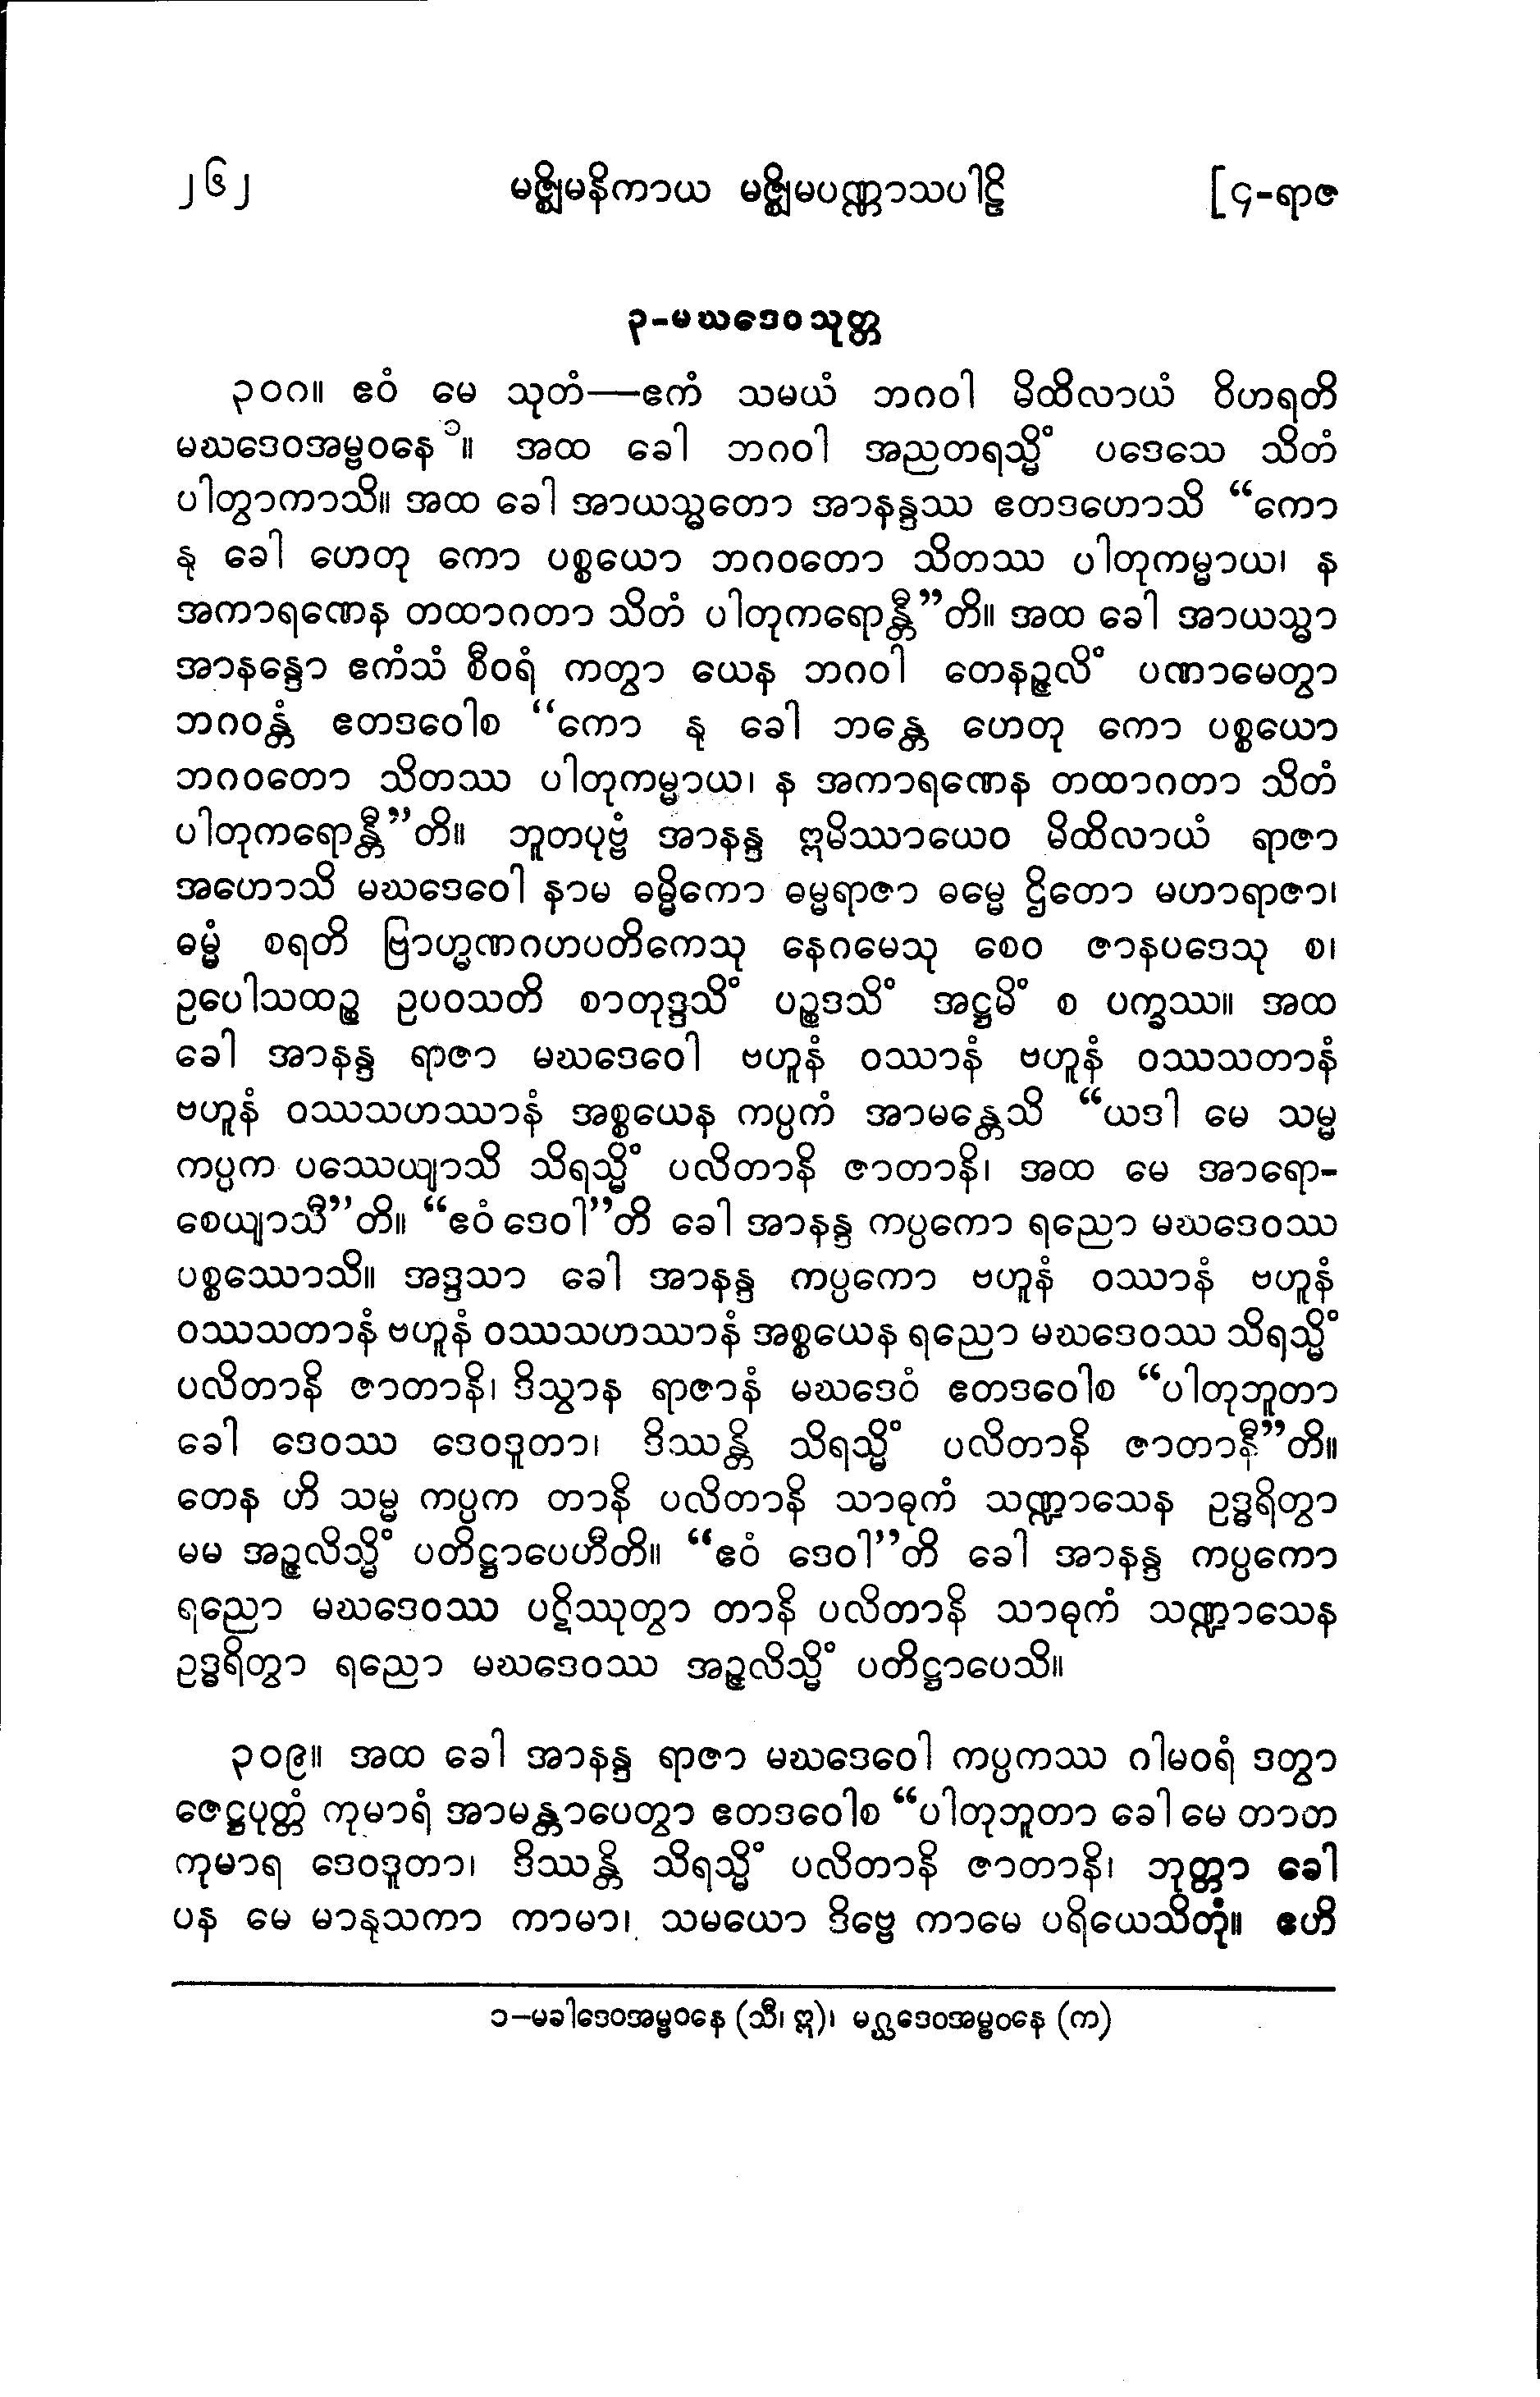 ၂၆၂ မဇ္ဈိမနိကာယ မဇ္ဈိမပဏ္ဏာသပါဠိ [၄-ရာဇ
၃-မဃဒေဝသုတ္တ
၃၀၈။ ဧဝံ မေ သုတံ—ဧကံ သမယံ ဘဂဝါ မိထိလာယံ ဝိဟရတိ
မဃဒေဝအမ္ဗဝနေ ၁။ အထ ခေါ ဘဂဝါ အညတရသ္မိံ ပဒေသေ သိတံ
ပါတွာကာသိ။ အထ ခေါ အာယသ္မတော အာနန္ဒဿ ဧတဒဟောသိ “ကော
နု ခေါ ဟေတု ကော ပစ္စယော ဘဂဝတော သိတဿ ပါတုကမ္မာယ၊ န
အကာရဏေန တထာဂတာ သိတံ ပါတုကရောန္တီ”တိ။ အထ ခေါ အာယသ္မာ
အာနန္ဒော ဧကံသံ စီဝရံ ကတွာ ယေန ဘဂဝါ တေနဉ္ဇလိံ ပဏာမေတွာ
ဘဂဝန္တံ ဧတဒဝေါစ “ကော နု ခေါ ဘန္တေ ဟေတု ကော ပစ္စယော
ဘဂဝတော သိတဿ ပါတုကမ္မာယ၊ န အကာရဏေန တထာဂတာ သိတံ
ပါတုကရောန္တီ”တိ။ ဘူတပုဗ္ဗံ အာနန္ဒ ဣမိဿာယေဝ မိထိလာယံ ရာဇာ
အဟောသိ မဃဒေဝေါ နာမ ဓမ္မိကော ဓမ္မရာဇာ ဓမ္မေ ဌိတော မဟာရာဇာ၊
ဓမ္မံ စရတိ ဗြာဟ္မဏဂဟပတိကေသု နေဂမေသု စေဝ ဇာနပဒေသု စ၊
ဥပေါသထဉ္စ ဥပဝသတိ စာတုဒ္ဒသိံ ပဉ္စဒသိံ အဋ္ဌမိံ စ ပက္ခဿ။ အထ
ခေါ အာနန္ဒ ရာဇာ မဃဒေဝေါ ဗဟူနံ ဝဿာနံ ဗဟူနံ ဝဿသတာနံ
ဗဟူနံ ဝဿသဟဿာနံ အစ္စယေန ကပ္ပကံ အာမန္တေသိ “ယဒါ မေ သမ္မ
ကပ္ပက ပဿေယျာသိ သိရသ္မိံ ပလိတာနိ ဇာတာနိ၊ အထ မေ အာရော-
စေယျာသီ”တိ။ “ဧဝံ ဒေဝါ”တိ ခေါ အာနန္ဒ ကပ္ပကော ရညော မဃဒေဝဿ
ပစ္စဿောသိ။ အဒ္ဒသာ ခေါ အာနန္ဒ ကပ္ပကော ဗဟူနံ ဝဿာနံ ဗဟူနံ
ဝဿသတာနံ ဗဟူနံ ဝဿသဟဿာနံ အစ္စယေန ရညော မဃဒေဝဿ သိရသ္မိံ
ပလိတာနိ ဇာတာနိ၊ ဒိသွာန ရာဇာနံ မဃဒေဝံ ဧတဒဝေါစ “ပါတုဘူတာ
ခေါ ဒေဝဿ ဒေဝဒူတာ၊ ဒိဿန္တိ သိရသ္မိံ ပလိတာနိ ဇာတာနီ”တိ။
တေန ဟိ သမ္မ ကပ္ပက တာနိ ပလိတာနိ သာဓုကံ သဏ္ဍာသေန ဥဒ္ဓရိတွာ
မမ အဉ္ဇလိသ္မိံ ပတိဋ္ဌာပေဟီတိ။ “ဧဝံ ဒေဝါ”တိ ခေါ အာနန္ဒ ကပ္ပကော
ရညော မဃဒေဝဿ ပဋိဿုတွာ တာနိ ပလိတာနိ သာဓုကံ သဏ္ဍာသေန
ဥဒ္ဓရိတွာ ရညော မဃဒေဝဿ အဉ္ဇလိသ္မိံ ပတိဋ္ဌာပေသိ။
၃၀၉။ အထ ခေါ အာနန္ဒ ရာဇာ မဃဒေဝေါ ကပ္ပကဿ ဂါမဝရံ ဒတွာ
ဇေဋ္ဌပုတ္တံ ကုမာရံ အာမန္တာပေတွာ ဧတဒဝေါစ “ပါတုဘူတာ ခေါ မေ တာတ
ကုမာရ ဒေဝဒူတာ၊ ဒိဿန္တိ သိရသ္မိံ ပလိတာနိ ဇာတာနိ၊ ဘုတ္တာ ခေါ
ပန မေ မာနုသကာ ကာမာ၊ သမယော ဒိဗ္ဗေ ကာမေ ပရိယေသိတုံ။ ဧဟိ
၁-မခါဒေဝအမ္ဗဝနေ (သီ၊ ဣ)၊ မဂ္ဃဒေဝအမ္ဗဝနေ (က)